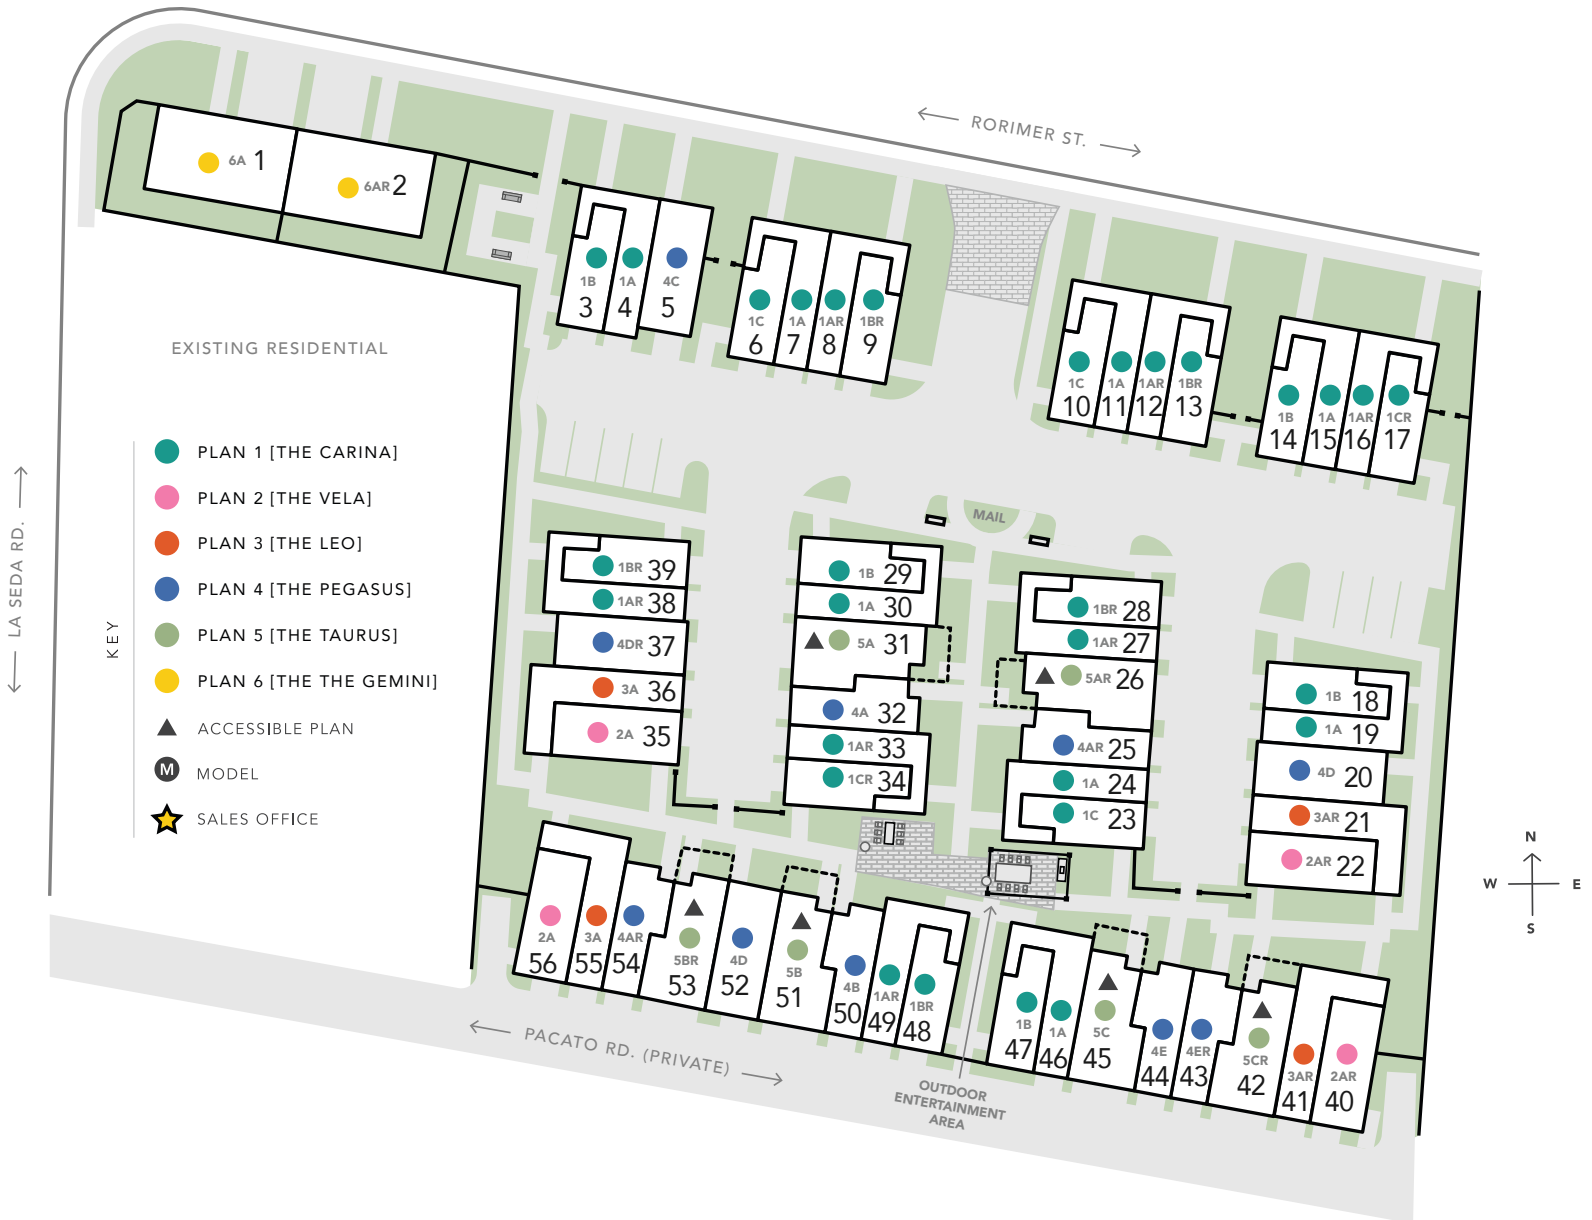 RORIMER ST.
6A 1
6AR 2
1B
3
1A
4
4C
5
1C
6
1A
7
1AR
8
1BR
9
1C
10
1A
11
1AR
12
1BR
13
1B
14
1A
15
1AR
16
1CR
17
EXISTING RESIDENTIAL
LA SEDA RD.
KEY
PLAN 1 [THE CARINA]
PLAN 2 [THE VELA]
PLAN 3 [THE LEO]
PLAN 4 [THE PEGASUS]
PLAN 5 [THE TAURUS]
PLAN 6 [THE THE GEMINI]
ACCESSIBLE PLAN
M MODEL
SALES OFFICE
MAIL
1BR 39
1AR 38
4DR 37
3A 36
2A 35
1B 29
1A 30
5A 31
4A 32
1AR 33
1CR 34
1BR 28
1AR 27
5AR 26
4AR 25
1A 24
1C 23
1B 18
1A 19
4D 20
3AR 21
2AR 22
2A
56
3A
55
4AR
54
5BR
53
4D
52
5B
51
4B
50
1AR
49
1BR
48
1B
47
1A
46
5C
45
4E
44
4ER
43
5CR
42
3AR
41
2AR
40
PACATO RD. (PRIVATE)
OUTDOOR
ENTERTAINMENT
AREA
N
W E
S